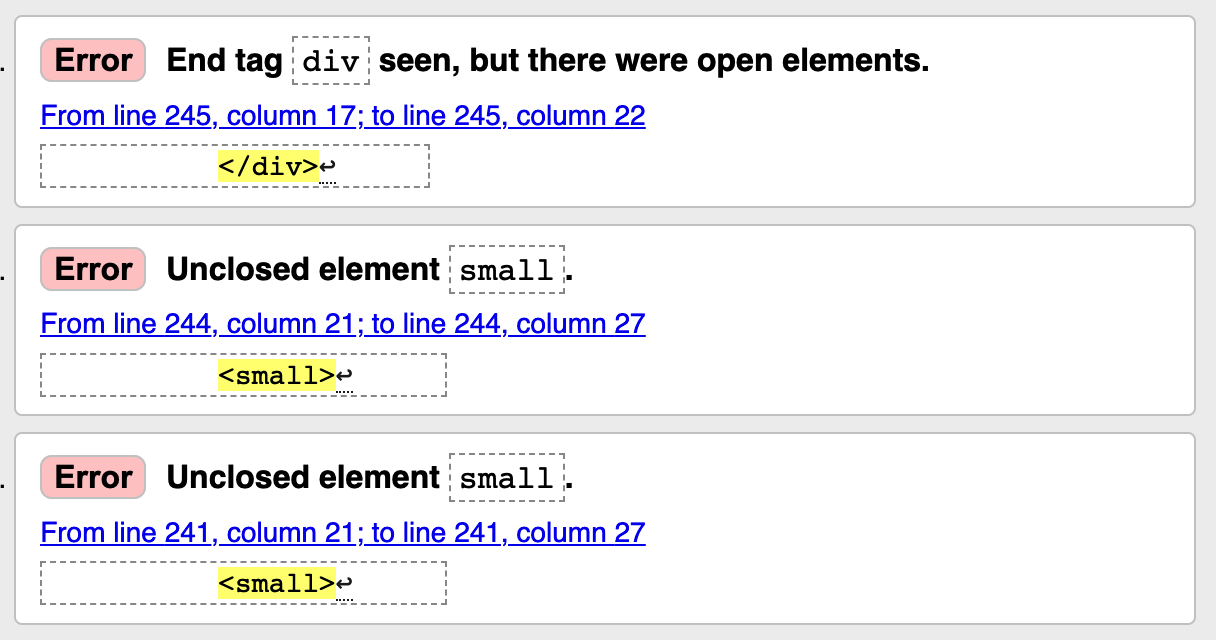 Error End tag div seen, but there were open elements.
From line 245, column 17; to line 245, column 22
</div>↩
Error Unclosed element small.
From line 244, column 21; to line 244, column 27
<small>↩
Error Unclosed element small.
From line 241, column 21; to line 241, column 27
<small>↩